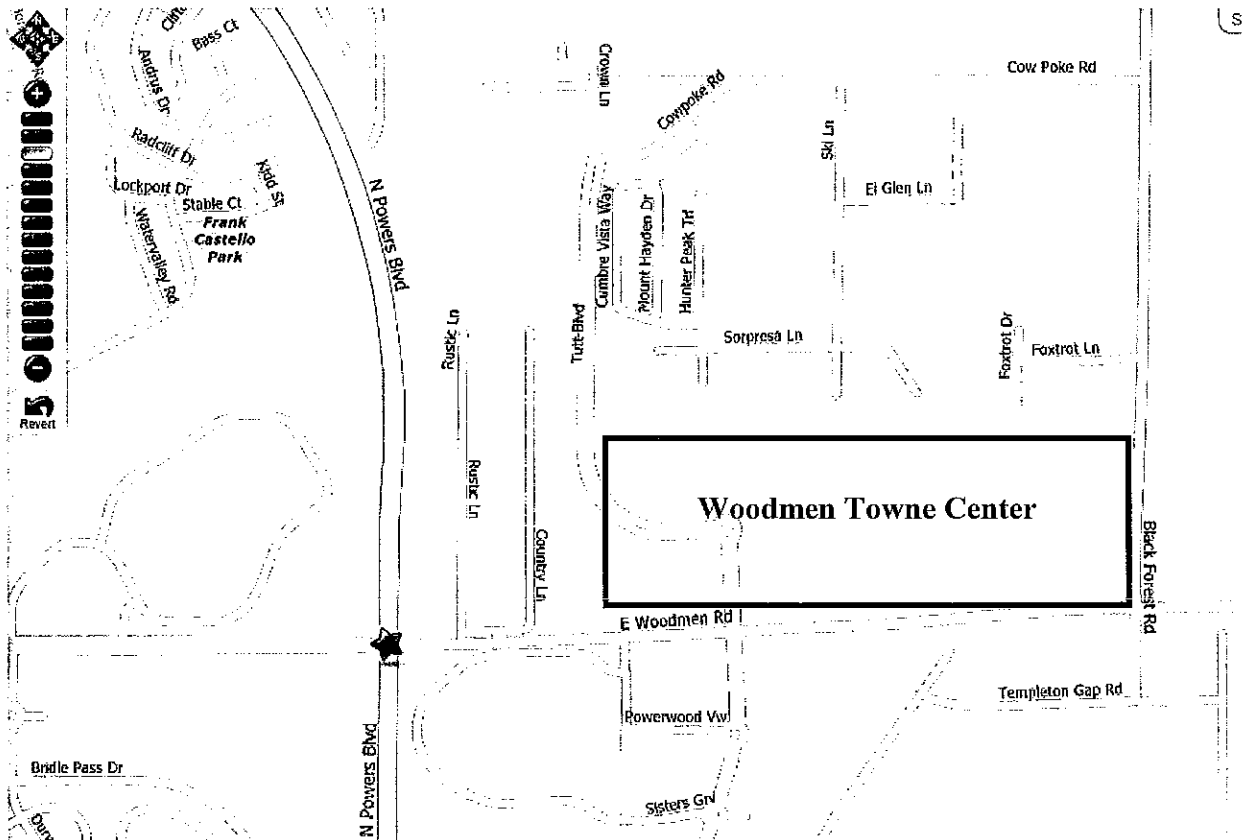 Bass Ct
Andrus Dr
Radcliff Dr
Lockport Dr
Kidd St
Stable Ct
Frank
Castello
Park
Watervalley Rd
Revert
N Powers Blvd
Crown Ln
Cowpoke Rd
Cow Poke Rd
S
Ski Ln
El Glen Ln
Cumbre Vista Way
Mount Hayden Dr
Hunter Peak Trl
Tutt Blvd
Sorpresa Ln
Foxtrot Dr
Foxtrot Ln
Rustic Ln
Rustic Ln
Country Ln
Woodmen Towne Center
Black Forest Rd
E Woodmen Rd
Templeton Gap Rd
Powerwood Vw
N Powers Blvd
Bridle Pass Dr
Sisters Grv